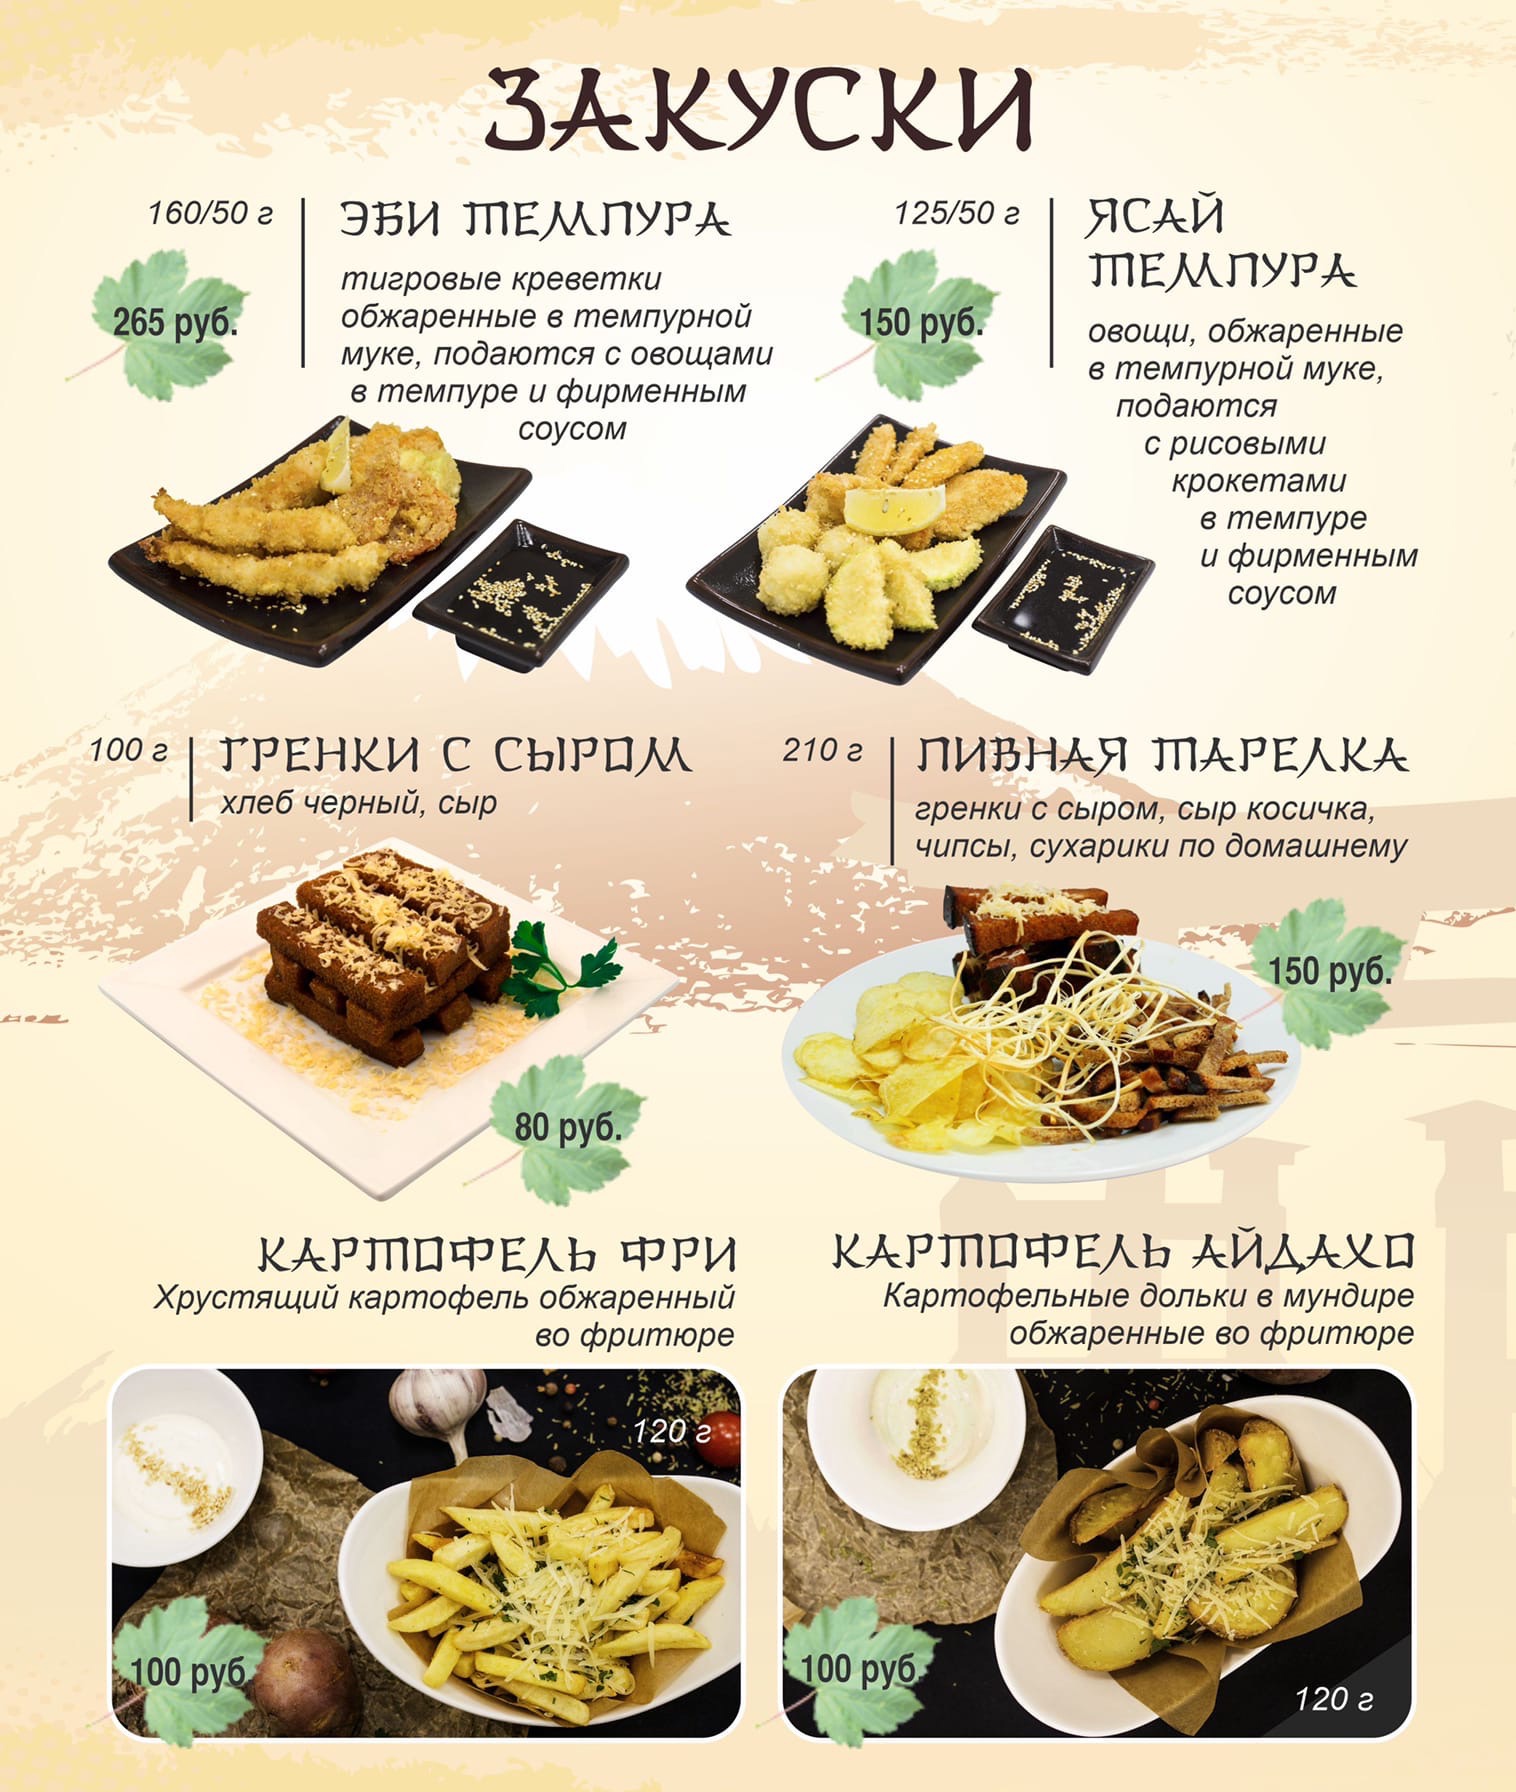 ЗАКУСКИ
160/50 г
ЭБИ ТЕМПУРА
265 руб.
тигровые креветки
обжаренные в темпурной
муке, подаются с овощами
в темпуре и фирменным
соусом
125/50 г
ЯСАЙ
ТЕМПУРА
150 руб.
овощи, обжаренные
в темпурной муке,
подаются
с рисовыми
крокетами
в темпуре
и фирменным
соусом
100 г
ГРЕНКИ С СЫРОМ
хлеб черный, сыр
80 руб.
210 г
ПИВНАЯ ТАРЕЛКА
гренки с сыром, сыр косичка,
чипсы, сухарики по домашнему
150 руб.
КАРТОФЕЛЬ ФРИ
Хрустящий картофель обжаренный
во фритюре
120 г
100 руб.
КАРТОФЕЛЬ АЙДАХО
Картофельные дольки в мундире
обжаренные во фритюре
100 руб.
120 г